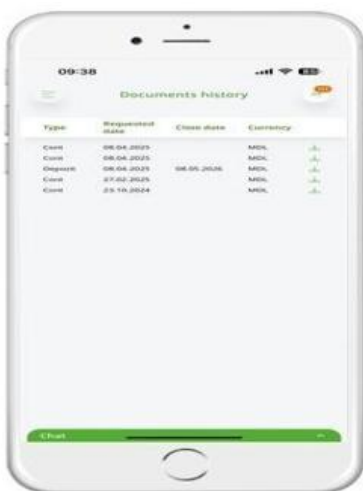 09:38
Documents history
Type Requested date Close date Currency
Cont 08.04.2025 MDL
Cont 08.04.2025 MDL
Deposit 08.04.2025 08.05.2026 MDL
Cont 27.02.2025 MDL
Cont 23.10.2024 MDL
Chat